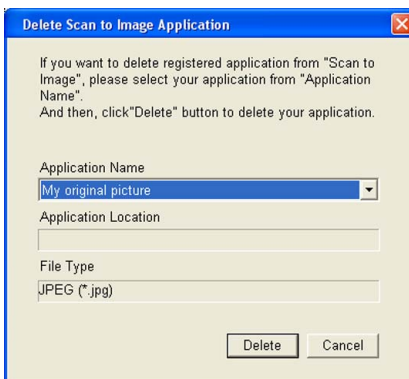 Delete Scan to Image Application
If you want to delete registered application from "Scan to
Image", please select your application from "Application
Name".
And then, click"Delete" button to delete your application.
Application Name
My original picture
Application Location
File Type
JPEG (*.jpg)
Delete Cancel